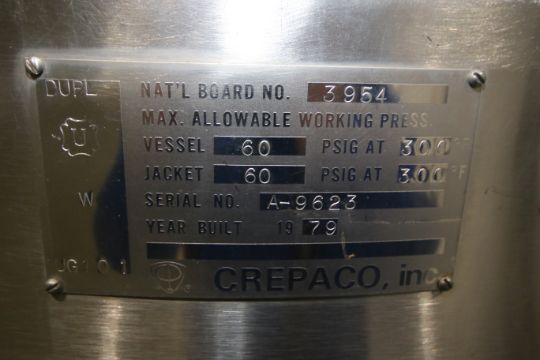 DUPL
NAT'L BOARD NO. 3954
MAX. ALLOWABLE WORKING PRESS.
U
VESSEL 60 PSIG AT 300°F
JACKET 60 PSIG AT 300°F
W
SERIAL NO. A-9623
YEAR BUILT 1979
UG101
CREPACO, inc.